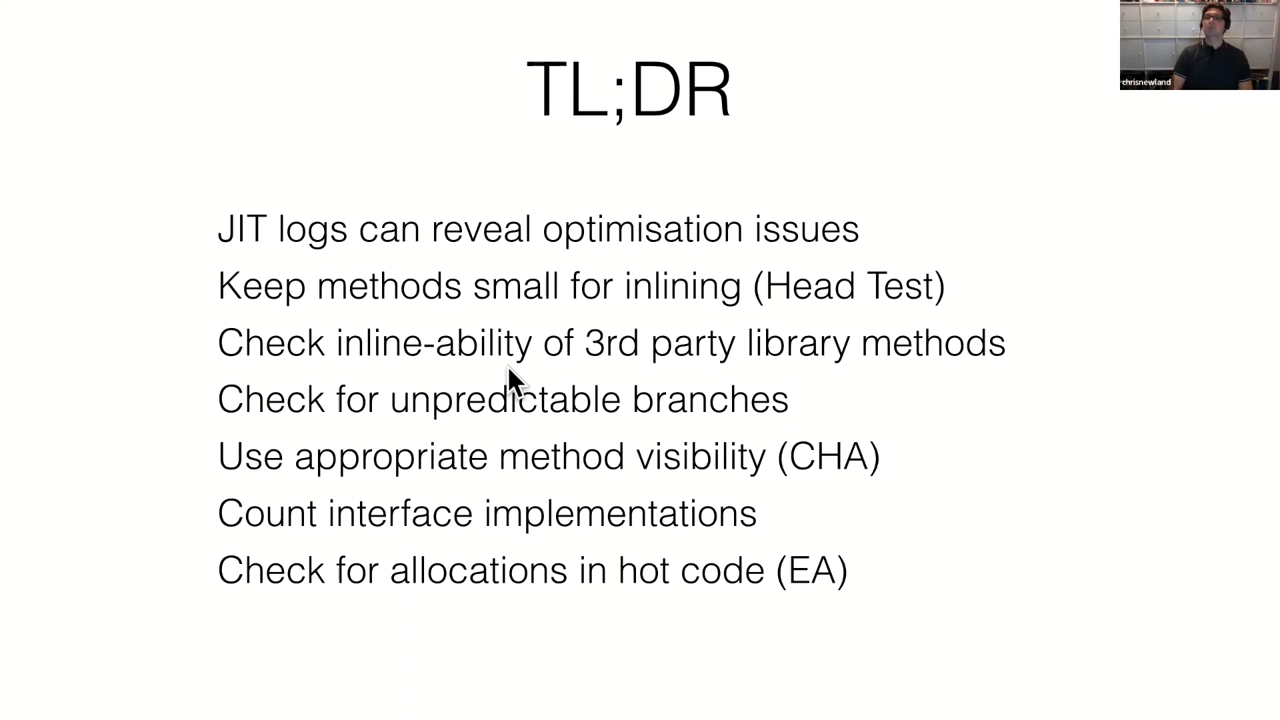 TL;DR
chrisnewland
JIT logs can reveal optimisation issues
Keep methods small for inlining (Head Test)
Check inline-ability of 3rd party library methods
Check for unpredictable branches
Use appropriate method visibility (CHA)
Count interface implementations
Check for allocations in hot code (EA)